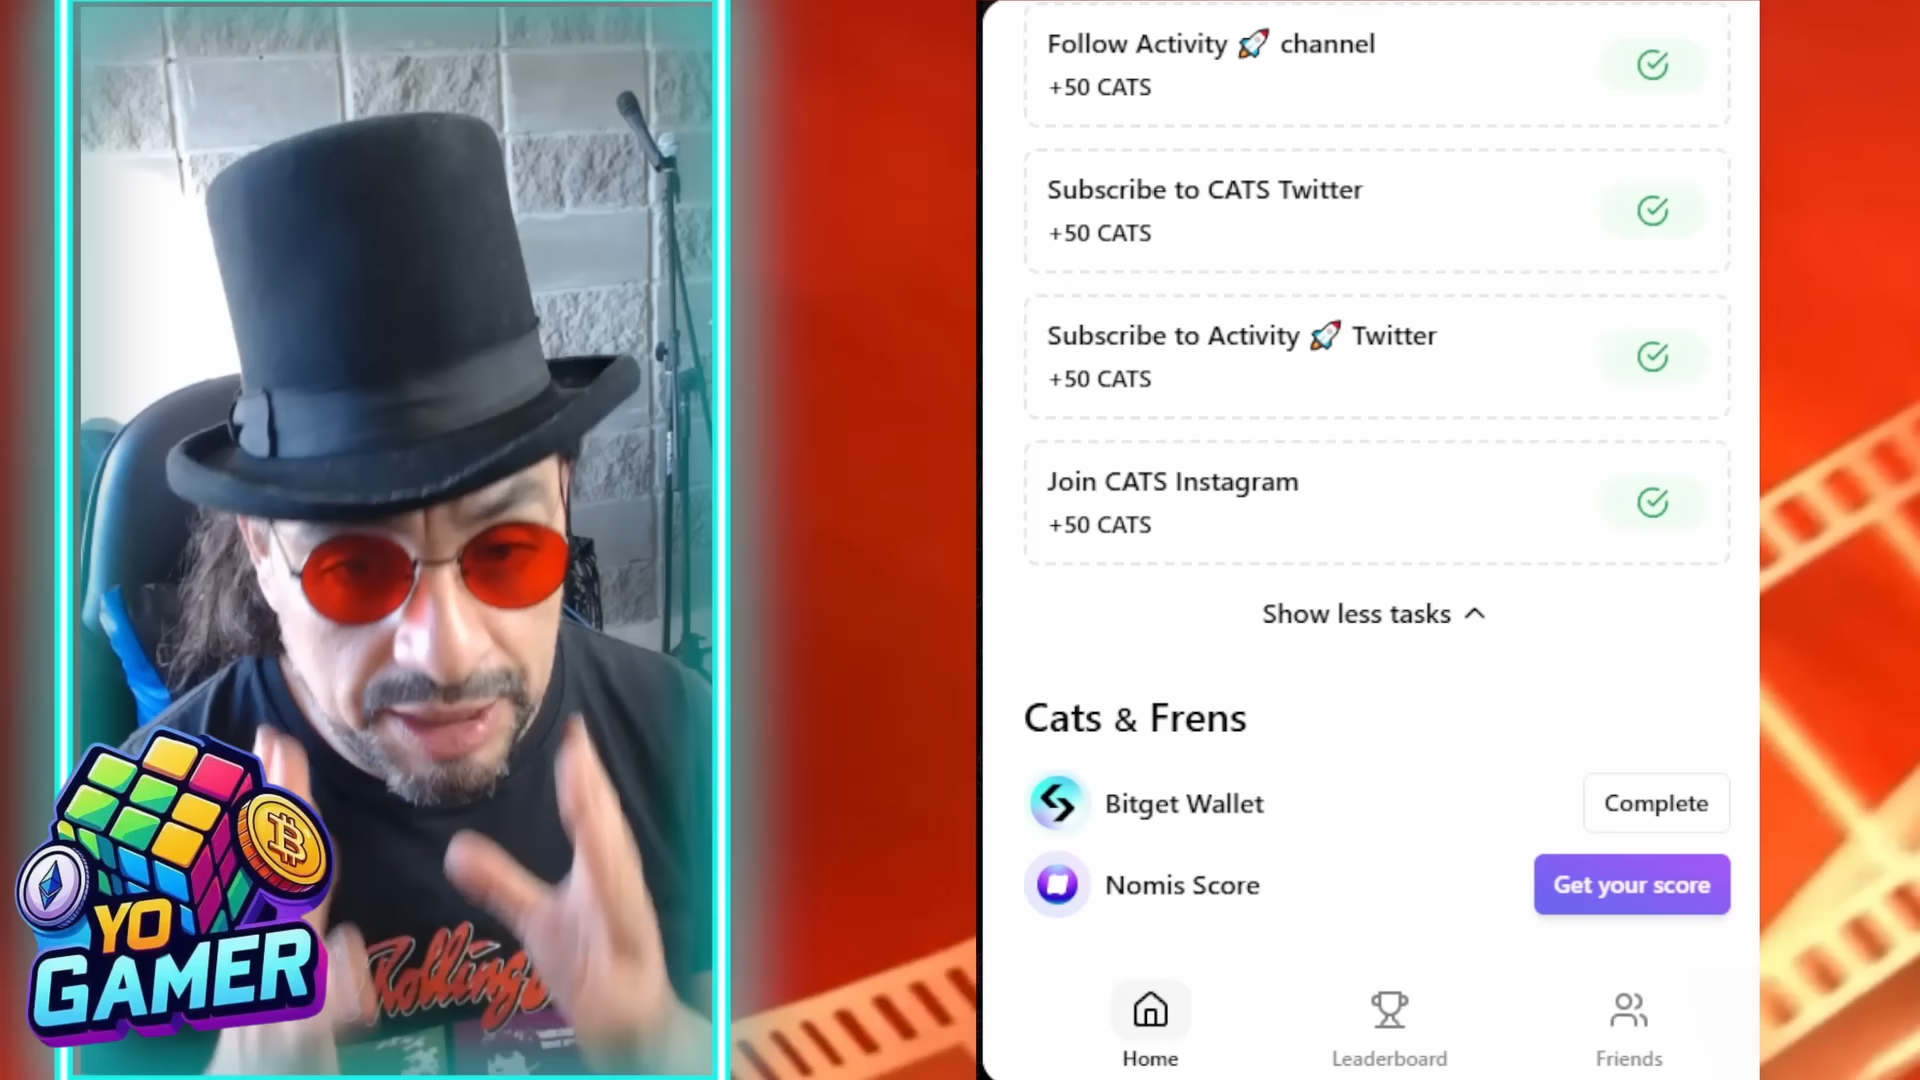 Follow Activity 🚀 channel
+50 CATS
Subscribe to CATS Twitter
+50 CATS
Subscribe to Activity 🚀 Twitter
+50 CATS
Join CATS Instagram
+50 CATS
Show less tasks
Cats & Frens
Bitget Wallet
Complete
Nomis Score
Get your score
Home
Leaderboard
Friends
YO
GAMER
Rolling